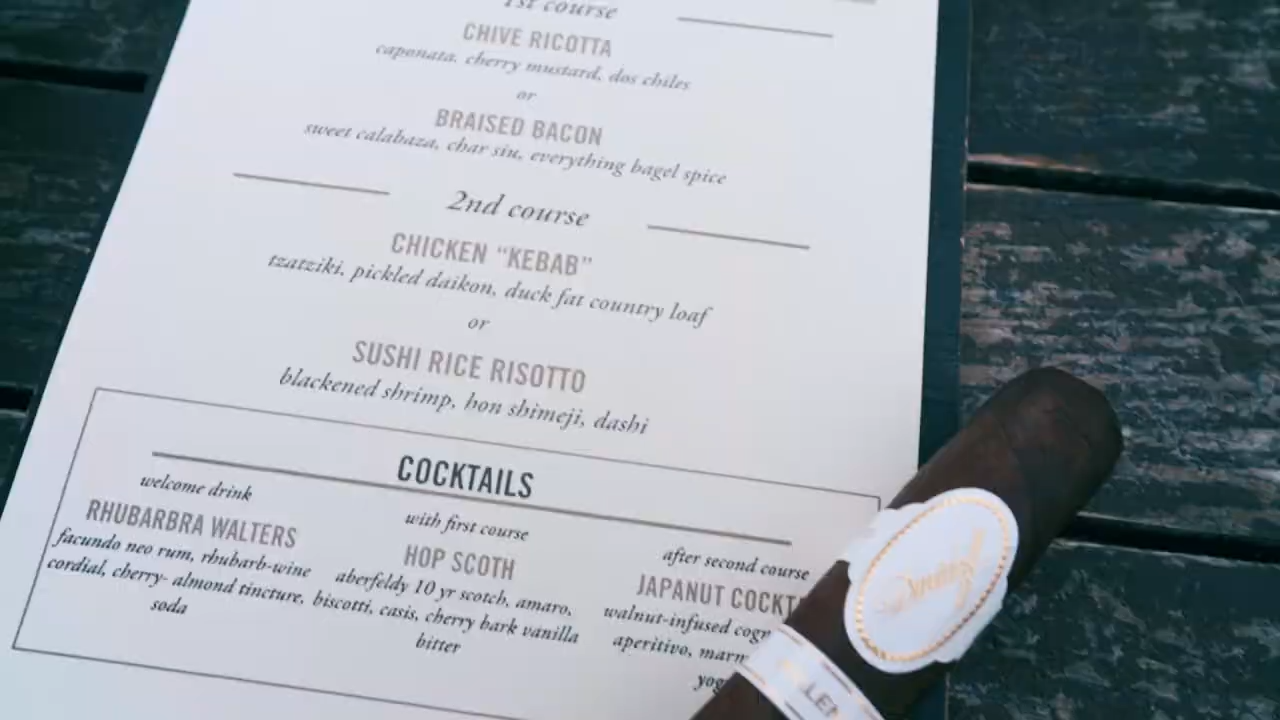 1st course
CHIVE RICOTTA
caponata, cherry mustard, dos chiles
or
BRAISED BACON
sweet calabaza, char siu, everything bagel spice
2nd course
CHICKEN “KEBAB”
tzatziki, pickled daikon, duck fat country loaf
or
SUSHI RICE RISOTTO
blackened shrimp, hon shimeji, dashi
COCKTAILS
welcome drink
RHUBARBRA WALTERS
facundo neo rum, rhubarb-wine
cordial, cherry- almond tincture,
soda
with first course
HOP SCOTH
aberfeldy 10 yr scotch, amaro,
biscotti, casis, cherry bark vanilla
bitter
after second course
JAPANUT
walnut-infused
aperitivo,